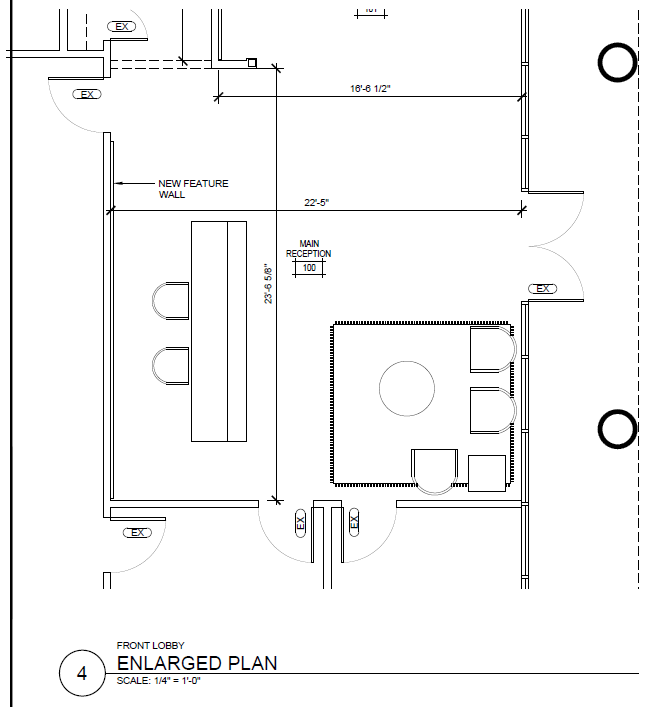 EX
EX
16'-6 1/2"
NEW FEATURE
WALL
22'-5"
MAIN
RECEPTION
100
23'-6 5/8"
EX
EX
EX
EX
FRONT LOBBY
4
ENLARGED PLAN
SCALE: 1/4" = 1'-0"